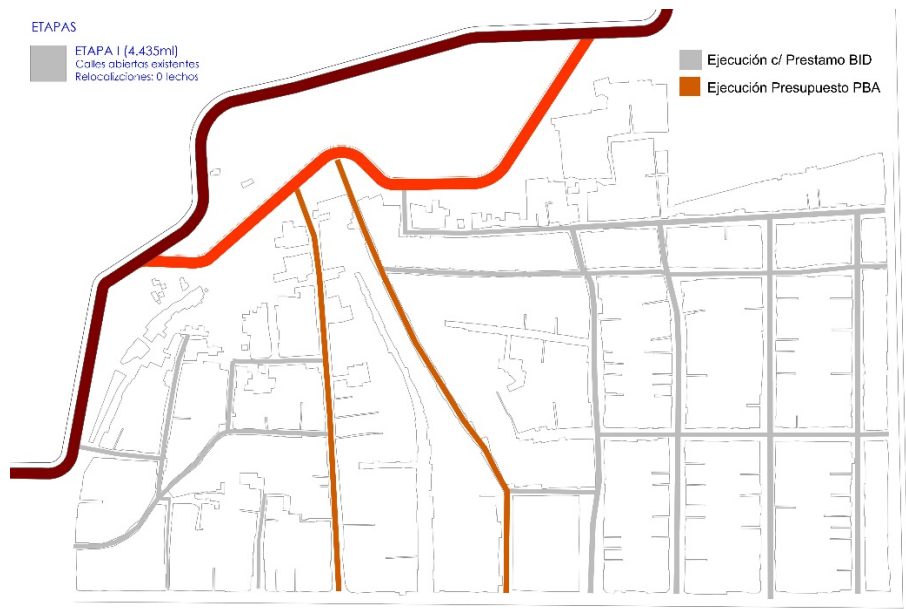 ETAPAS
ETAPA I (4.435ml)
Calles abiertas existentes
Relocalizciones: 0 lechos
Ejecución c/ Prestamo BID
Ejecución Presupuesto PBA